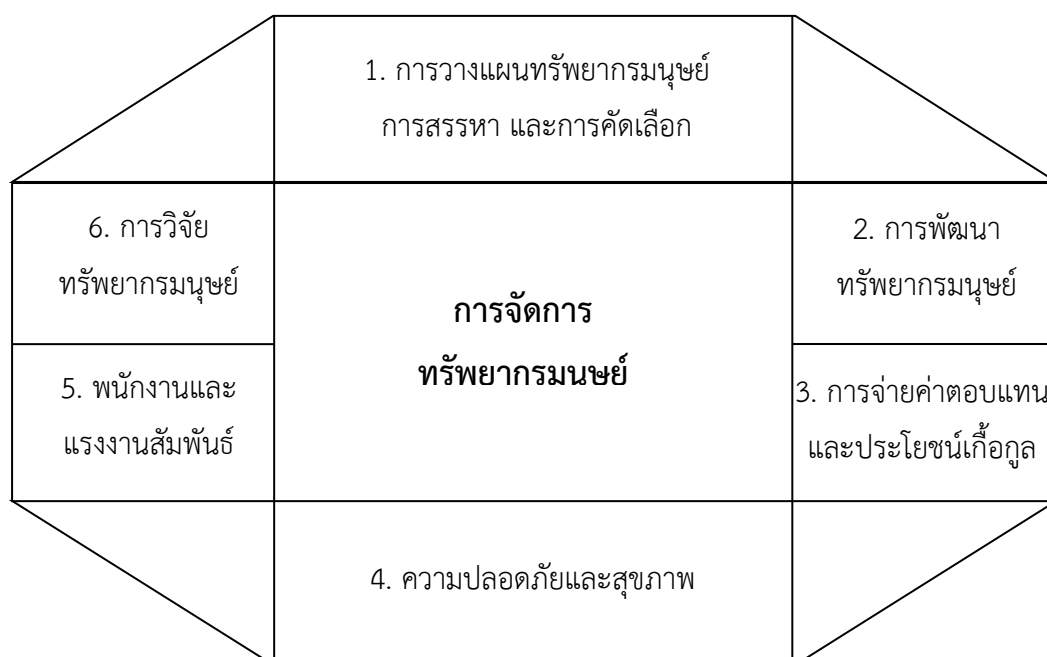 1. การวางแผนทรัพยากรมนุษย์
การสรรหา และการคัดเลือก
6. การวิจัย
ทรัพยากรมนุษย์
2. การพัฒนา
ทรัพยากรมนุษย์
การจัดการ
ทรัพยากรมนษย์
5. พนักงานและ
แรงงานสัมพันธ์
3. การจ่ายค่าตอบแทน
และประโยชน์เกื้อกูล
4. ความปลอดภัยและสุขภาพ